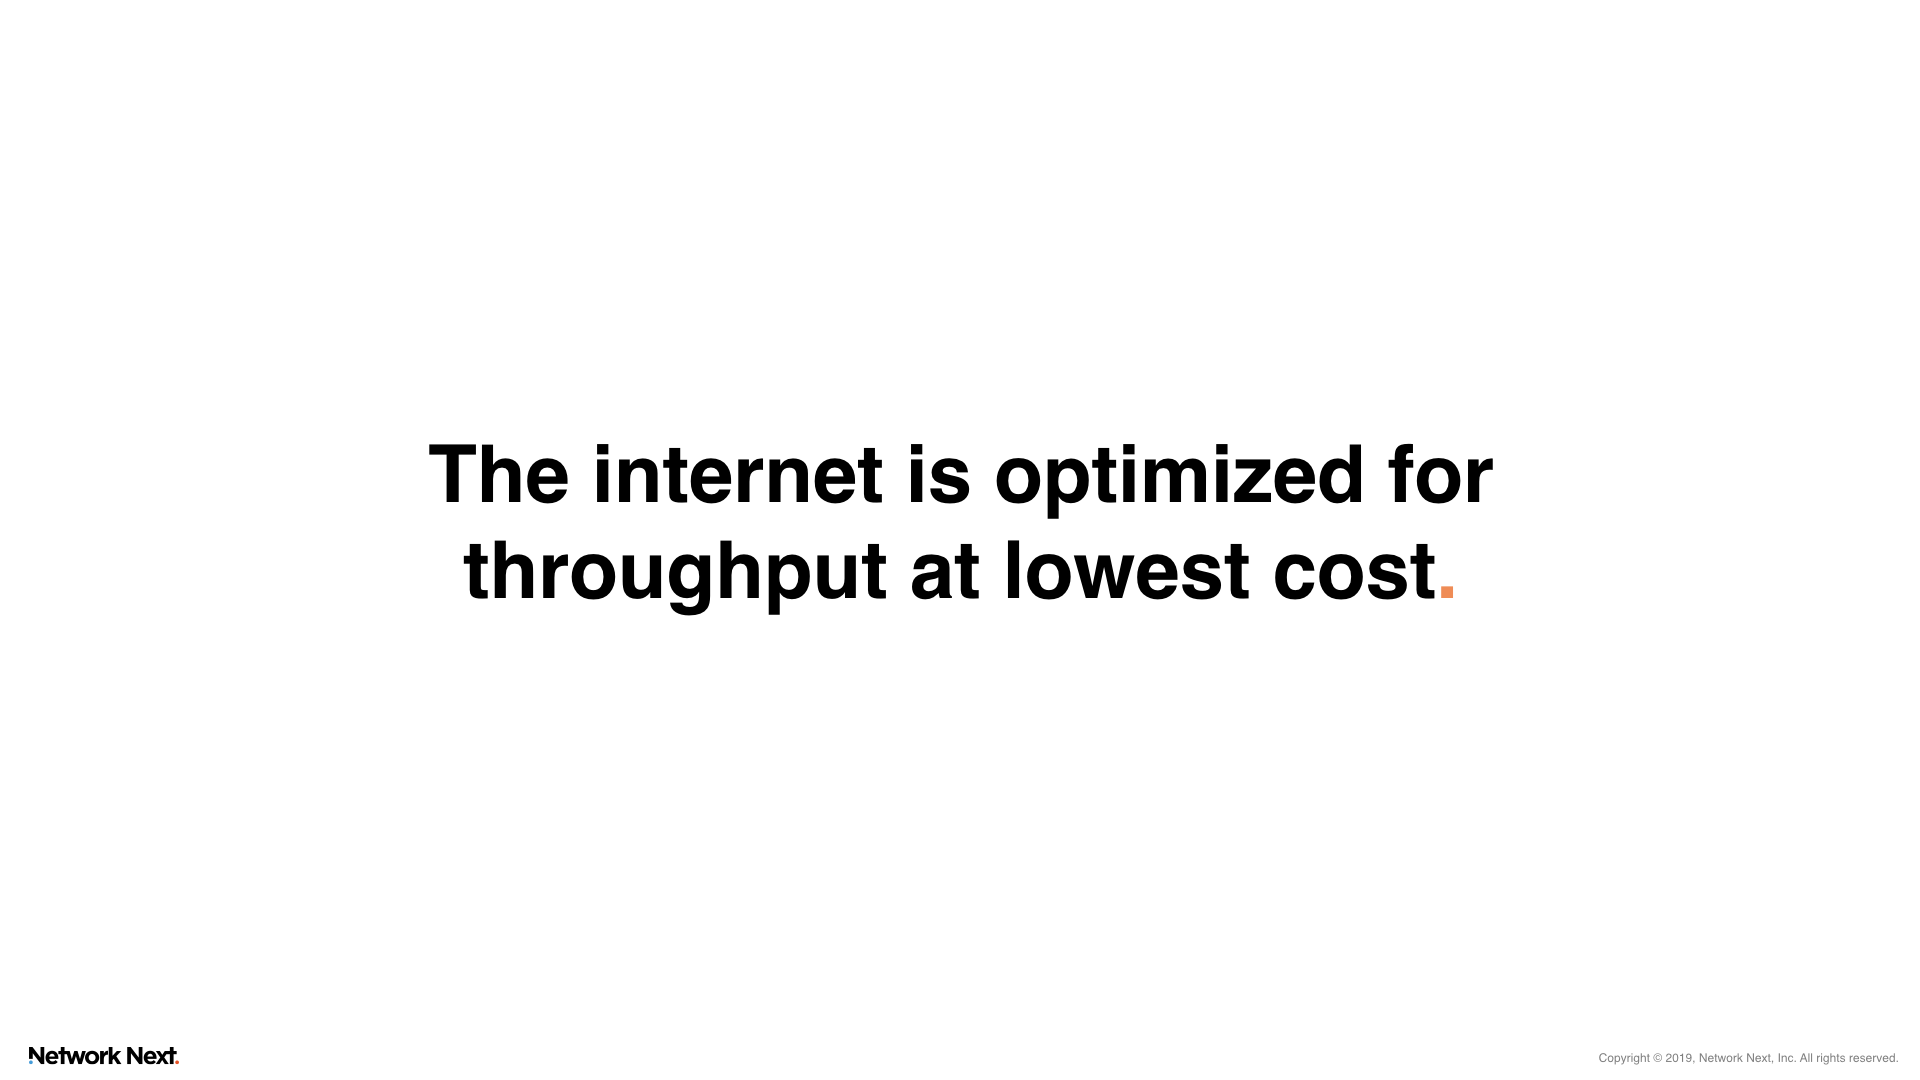 The internet is optimized for
throughput at lowest cost.
Network Next.
Copyright © 2019, Network Next, Inc. All rights reserved.